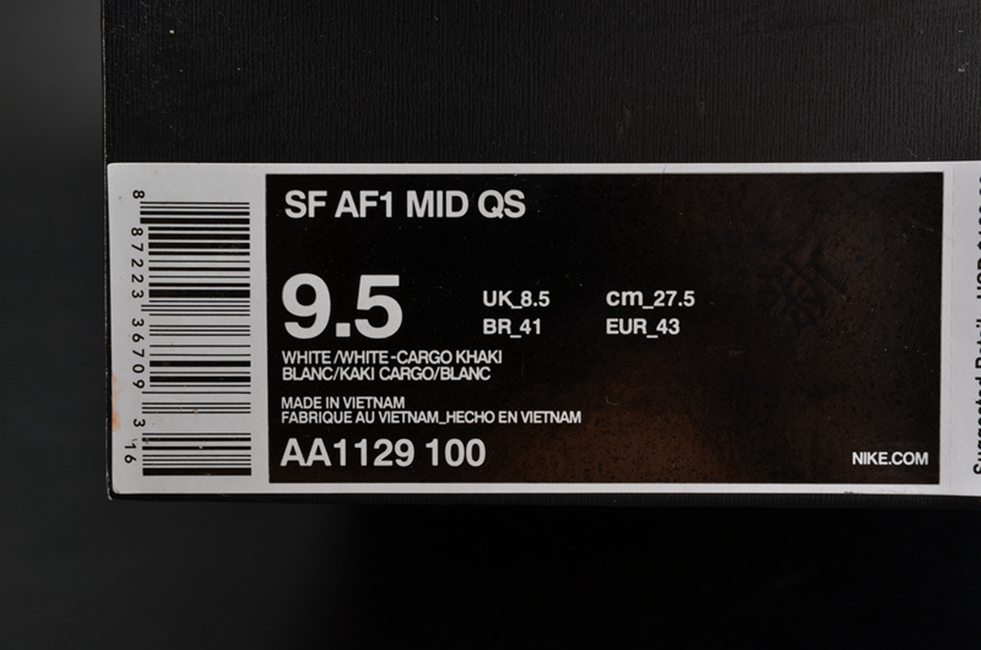 SF AF1 MID QS
9.5
UK_8.5
cm_27.5
BR_41
EUR_43
WHITE/WHITE-CARGO KHAKI
BLANC/KAKI CARGO/BLANC
MADE IN VIETNAM
FABRIQUE AU VIETNAM_HECHO EN VIETNAM
AA1129 100
NIKE.COM
8 87223 36709 3
16